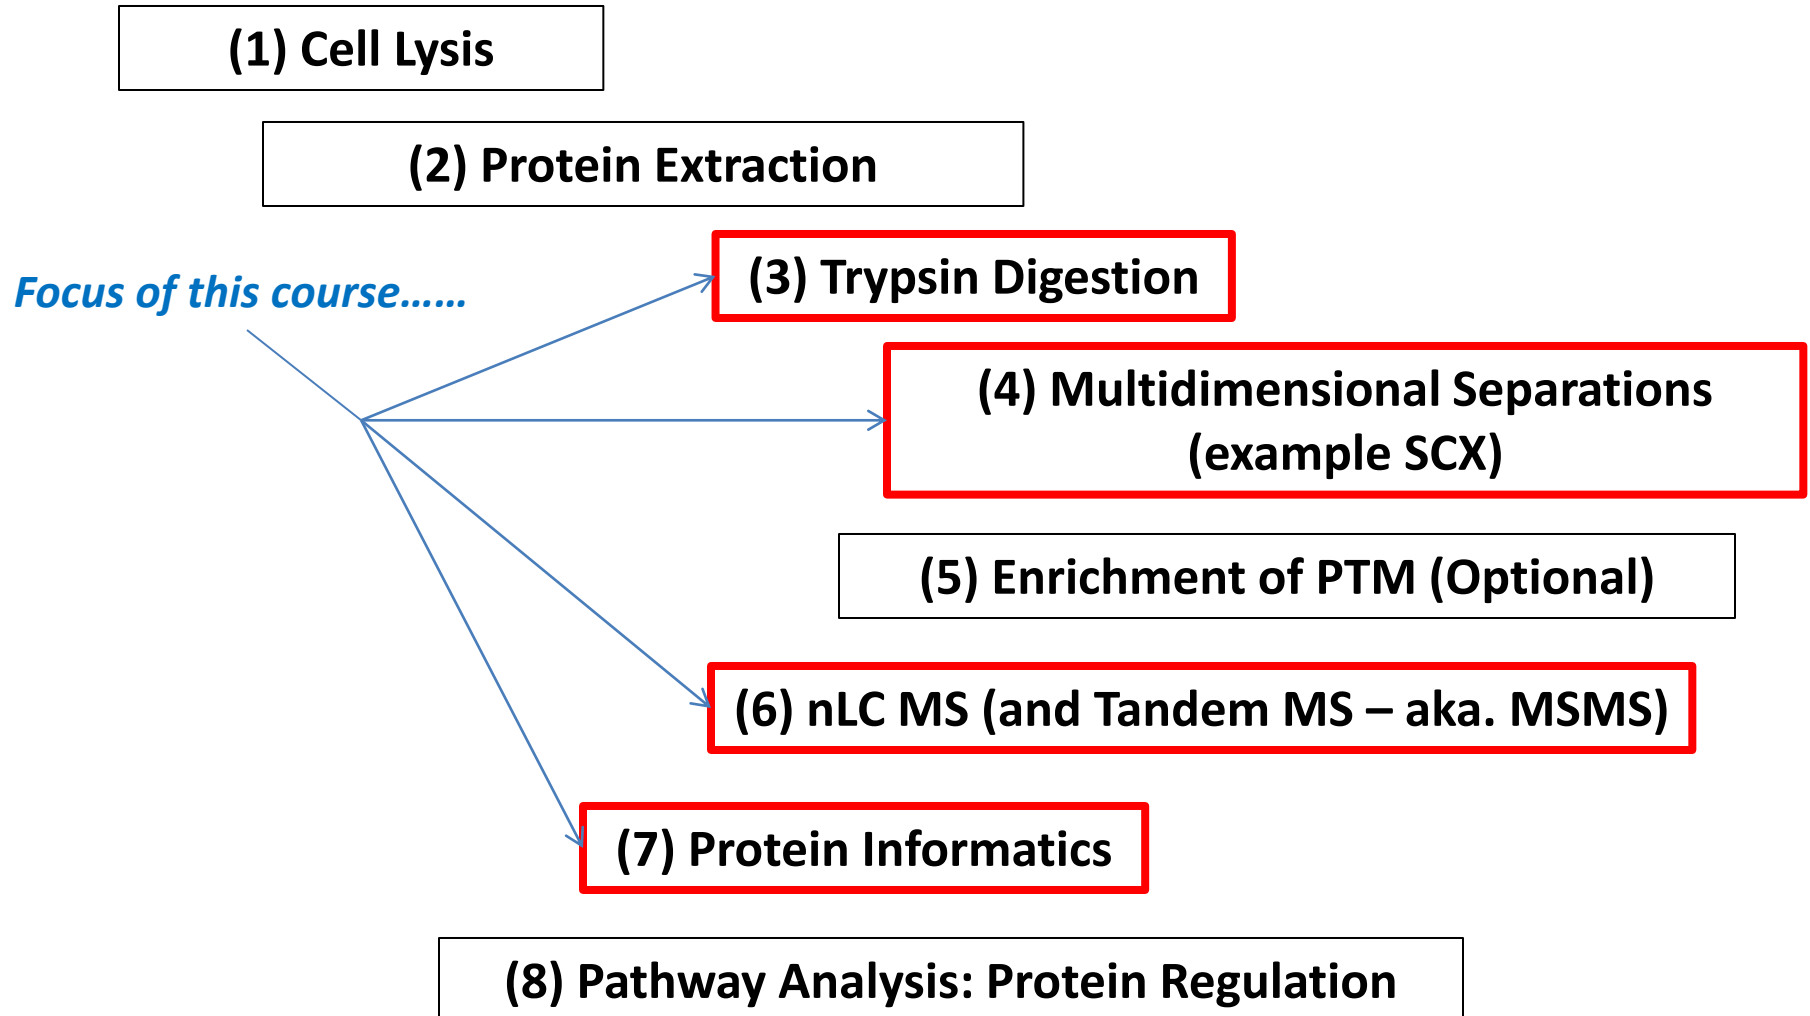 (1) Cell Lysis
(2) Protein Extraction
(3) Trypsin Digestion
Focus of this course......
(4) Multidimensional Separations
(example SCX)
(5) Enrichment of PTM (Optional)
(6) nLC MS (and Tandem MS – aka. MSMS)
(7) Protein Informatics
(8) Pathway Analysis: Protein Regulation